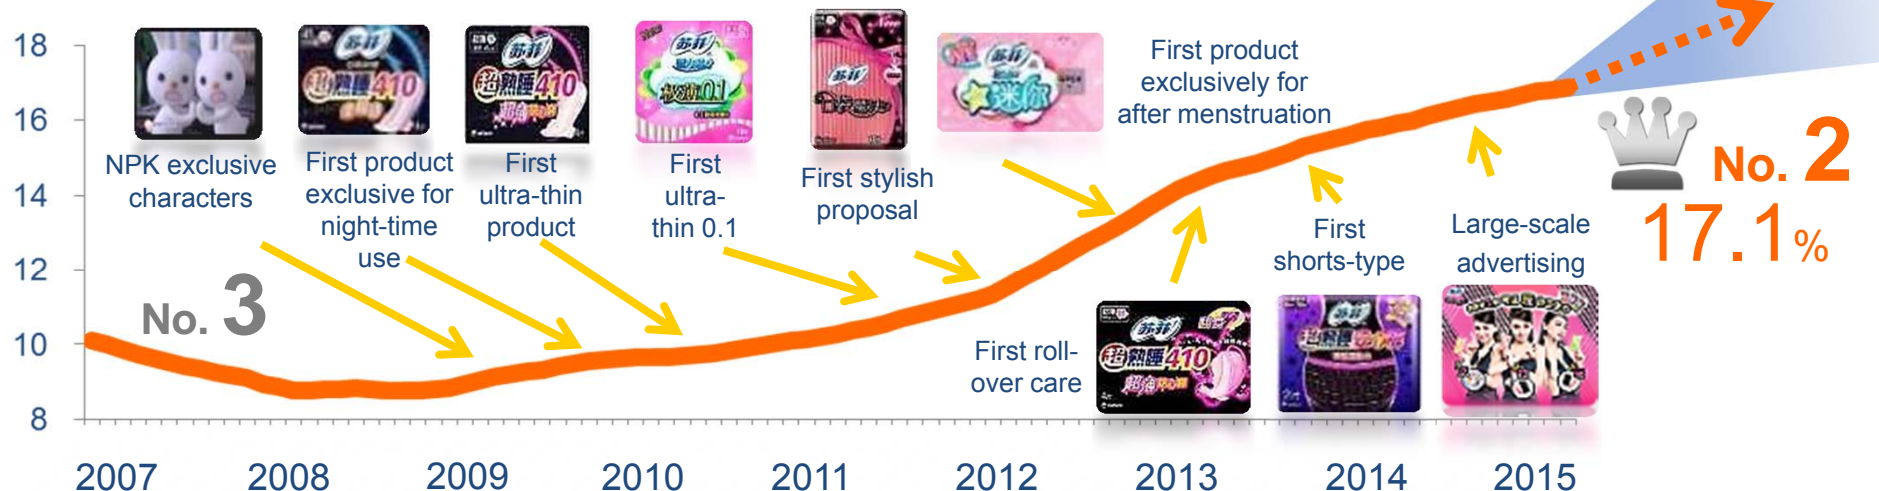 18
16
14
12
10
8
NPK exclusive
characters
First product
exclusive for
night-time
use
First
ultra-thin
product
First
ultra-
thin 0.1
First stylish
proposal
First product
exclusively for
after menstruation
No. 3
First roll-
over care
First
shorts-type
Large-scale
advertising
No. 2
17.1%
苏菲
超熟睡410
苏菲
超熟睡410
苏菲
极薄0.1
苏菲
苏菲
迷你
苏菲
超熟睡410
苏菲
超熟睡
2007
2008
2009
2010
2011
2012
2013
2014
2015